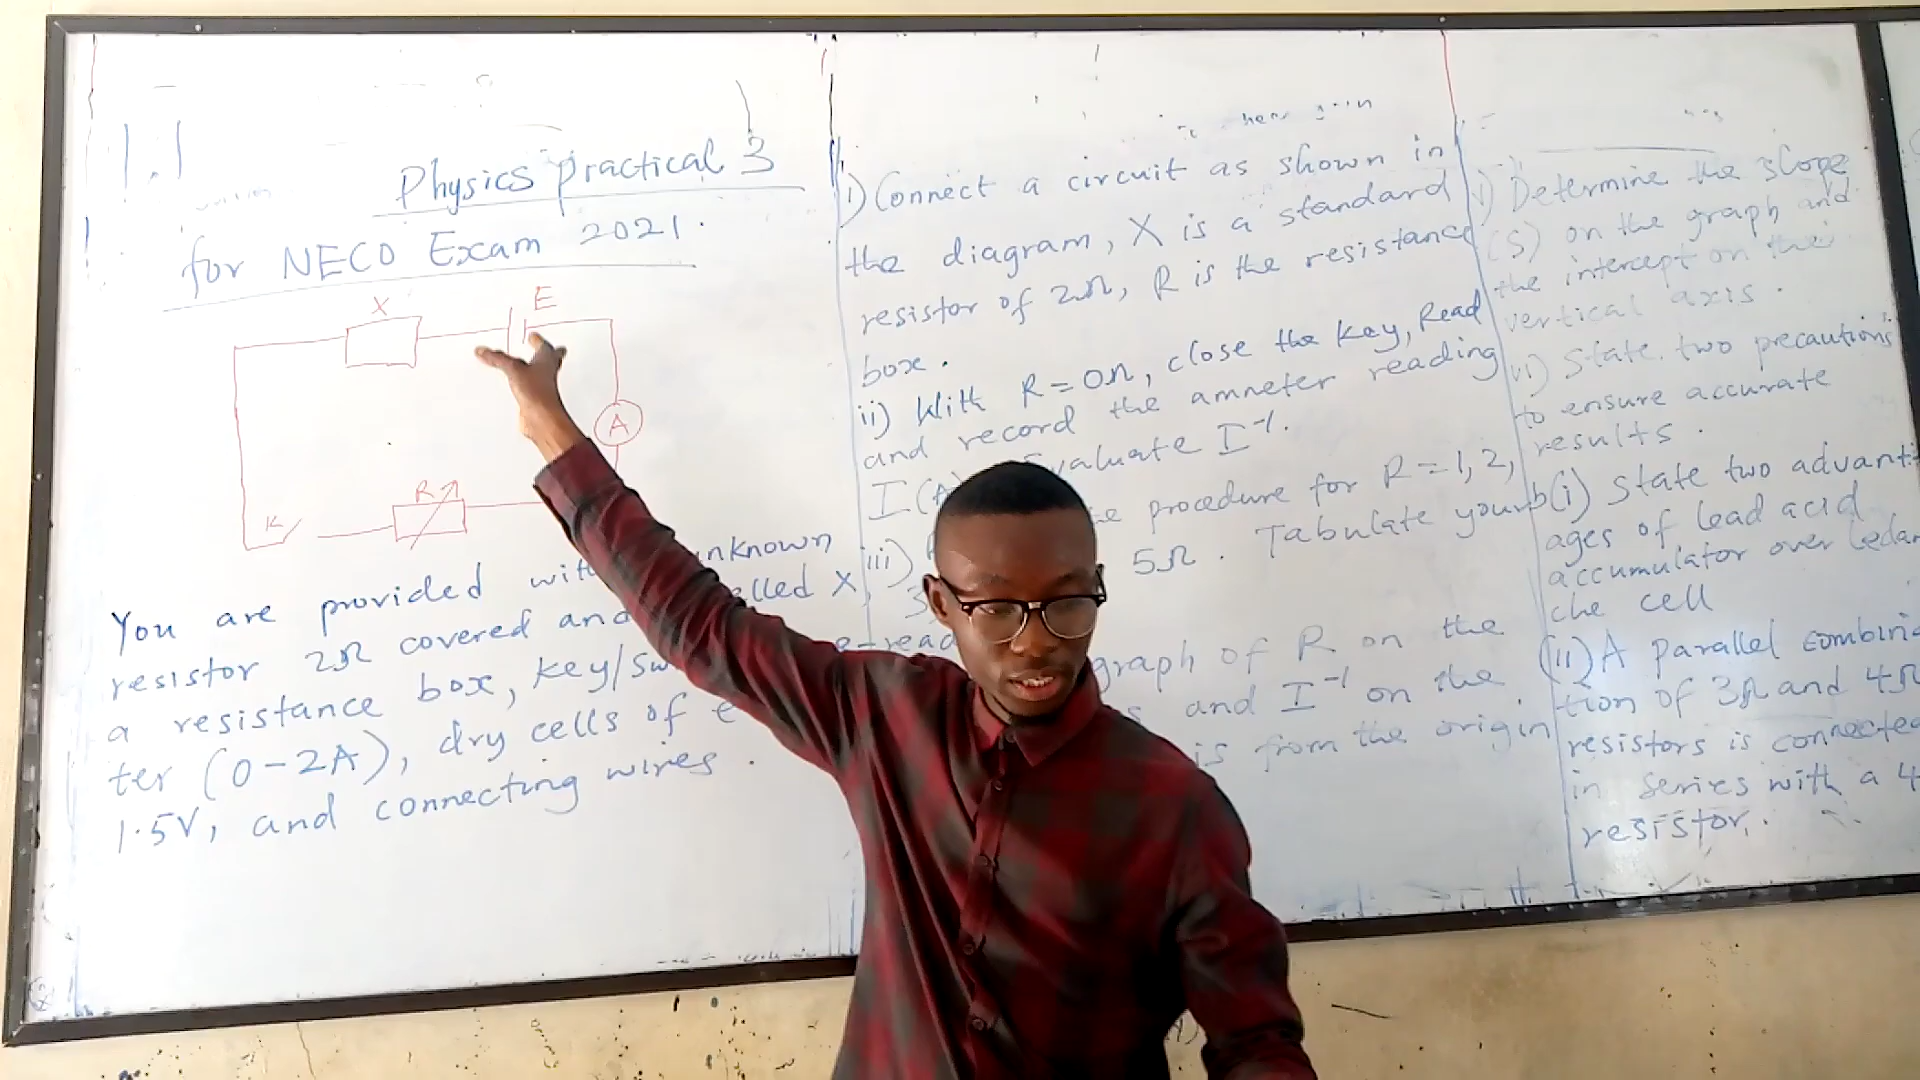 Physics Practical 3
for NECO Exam 2021.
X
E
A
R
K
You are provided with unknown
resistor 2Ω covered and labelled X,
a resistance box, key/sw
ter (0-2A), dry cells of e
1.5V, and connecting wires.
i) Connect a circuit as shown in
the diagram, X is a standard
resistor of 2Ω, R is the resistance
box.
ii) With R=0Ω, close the key, Read
and record the ammeter reading
I(A) Evaluate I⁻¹.
iii) procedure for R=1,2,
3 5Ω. Tabulate your
e-read
graph of R on the
s and I⁻¹ on the
is from the origin
v) Determine the slope
(S) on the graph and
the intercept on the
vertical axis.
vi) State two precautions
to ensure accurate
results.
b(i) State two advant
ages of lead acid
accumulator over Leclan
che cell
(ii) A parallel combina
tion of 3Ω and 4Ω
resistors is connected
in series with a 4
resistor.